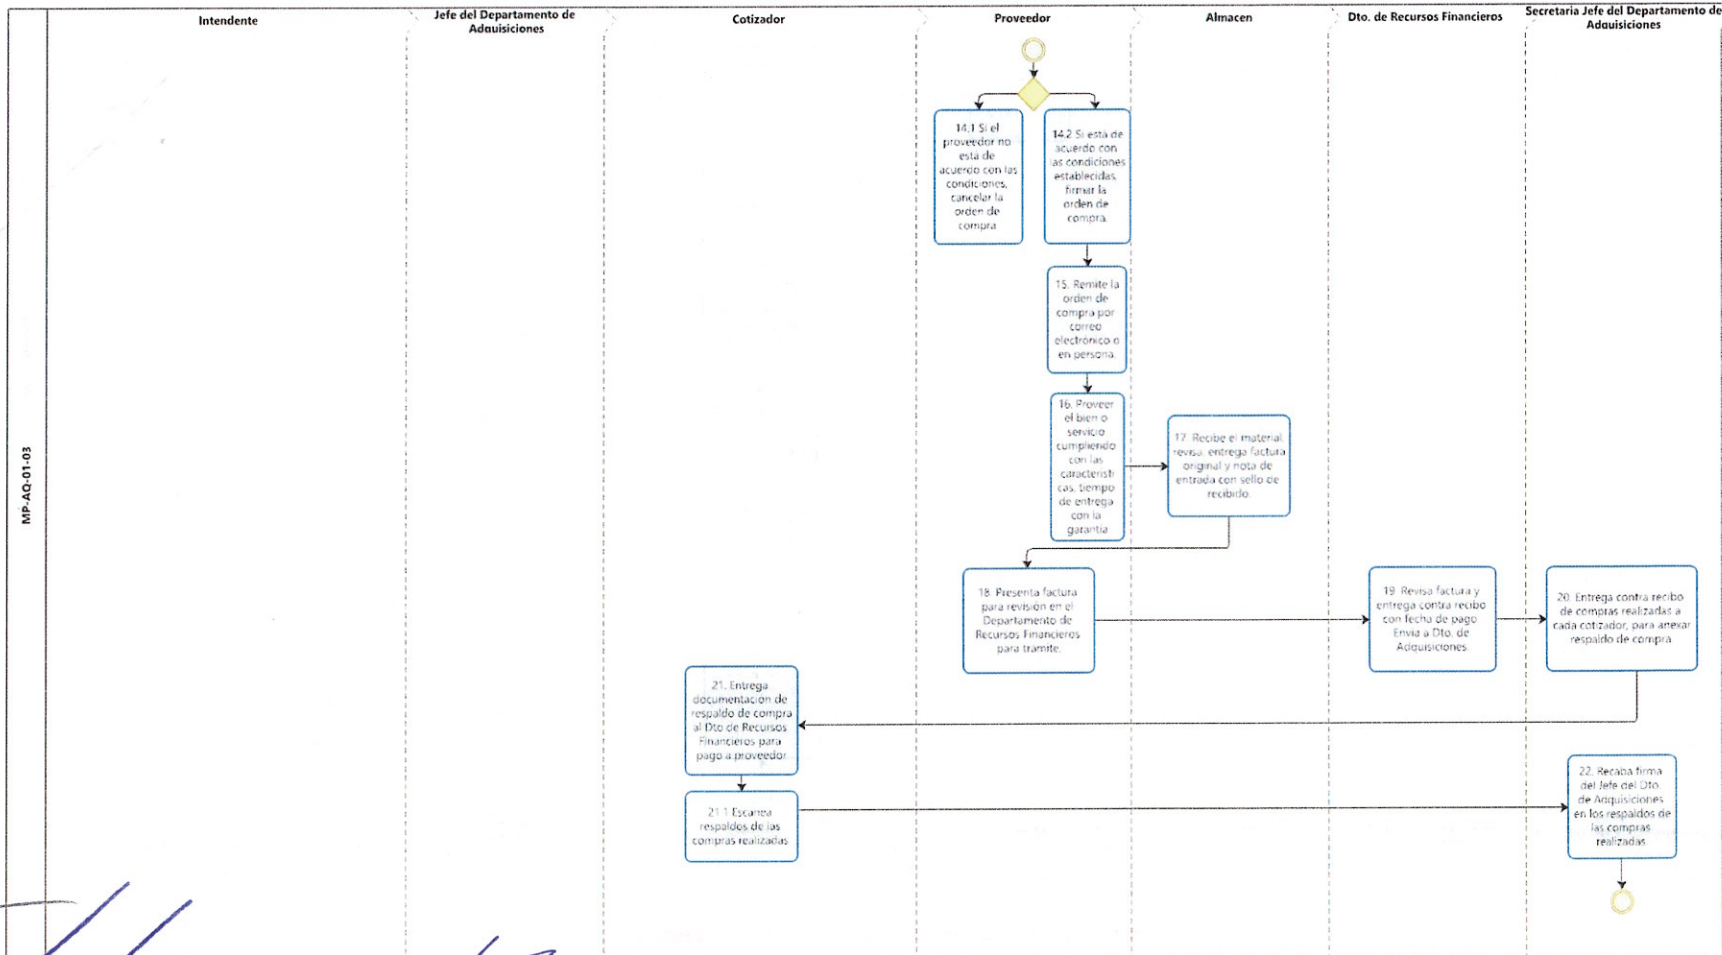 Intendente
Jefe del Departamento de
Adquisiciones
Cotizador
Proveedor
Almacen
Dto. de Recursos Financieros
Secretaria Jefe del Departamento de
Adquisiciones
MP-AQ-01-03
14.1 Si el
proveedor no
está de
acuerdo con las
condiciones,
cancelar la
orden de
compra
14.2 Si está de
acuerdo con
las condiciones
establecidas,
firmar la
orden de
compra.
15. Remite la
orden de
compra por
correo
electrónico o
en persona.
16. Proveer
el bien o
servicio
cumpliendo
con las
característi
cas, tiempo
de entrega
con la
garantía
17. Recibe el material,
revisa, entrega factura
original y nota de
entrada con sello de
recibido.
18. Presenta factura
para revisión en el
Departamento de
Recursos Financieros
para tramite.
19. Revisa factura y
entrega contra recibo
con fecha de pago
Envia a Dto. de
Adquisiciones.
20. Entrega contra recibo
de compras realizadas a
cada cotizador, para anexar
respaldo de compra
21. Entrega
documentación de
respaldo de compra
al Dto de Recursos
Financieros para
pago a proveedor
21.1 Escanea
respaldos de las
compras realizadas
22. Recaba firma
del Jefe del Dto.
de Adquisiciones
en los respaldos de
las compras
realizadas